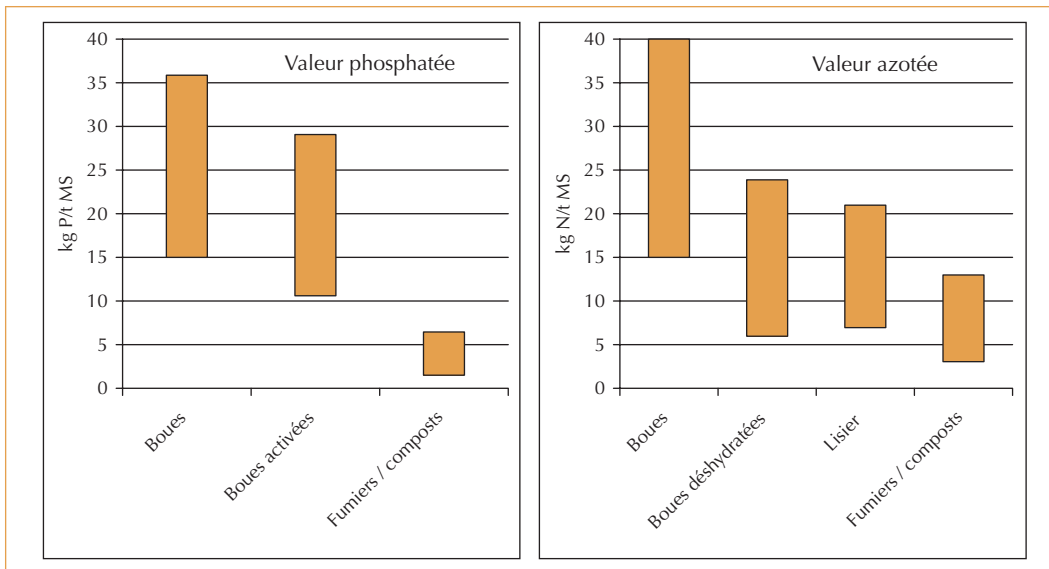 Valeur phosphatée
kg P/t MS
40
35
30
25
20
15
10
5
0
Boues
Boues activées
Fumiers / composts
Valeur azotée
kg N/t MS
40
35
30
25
20
15
10
5
0
Boues
Boues déshydratées
Lisier
Fumiers / composts